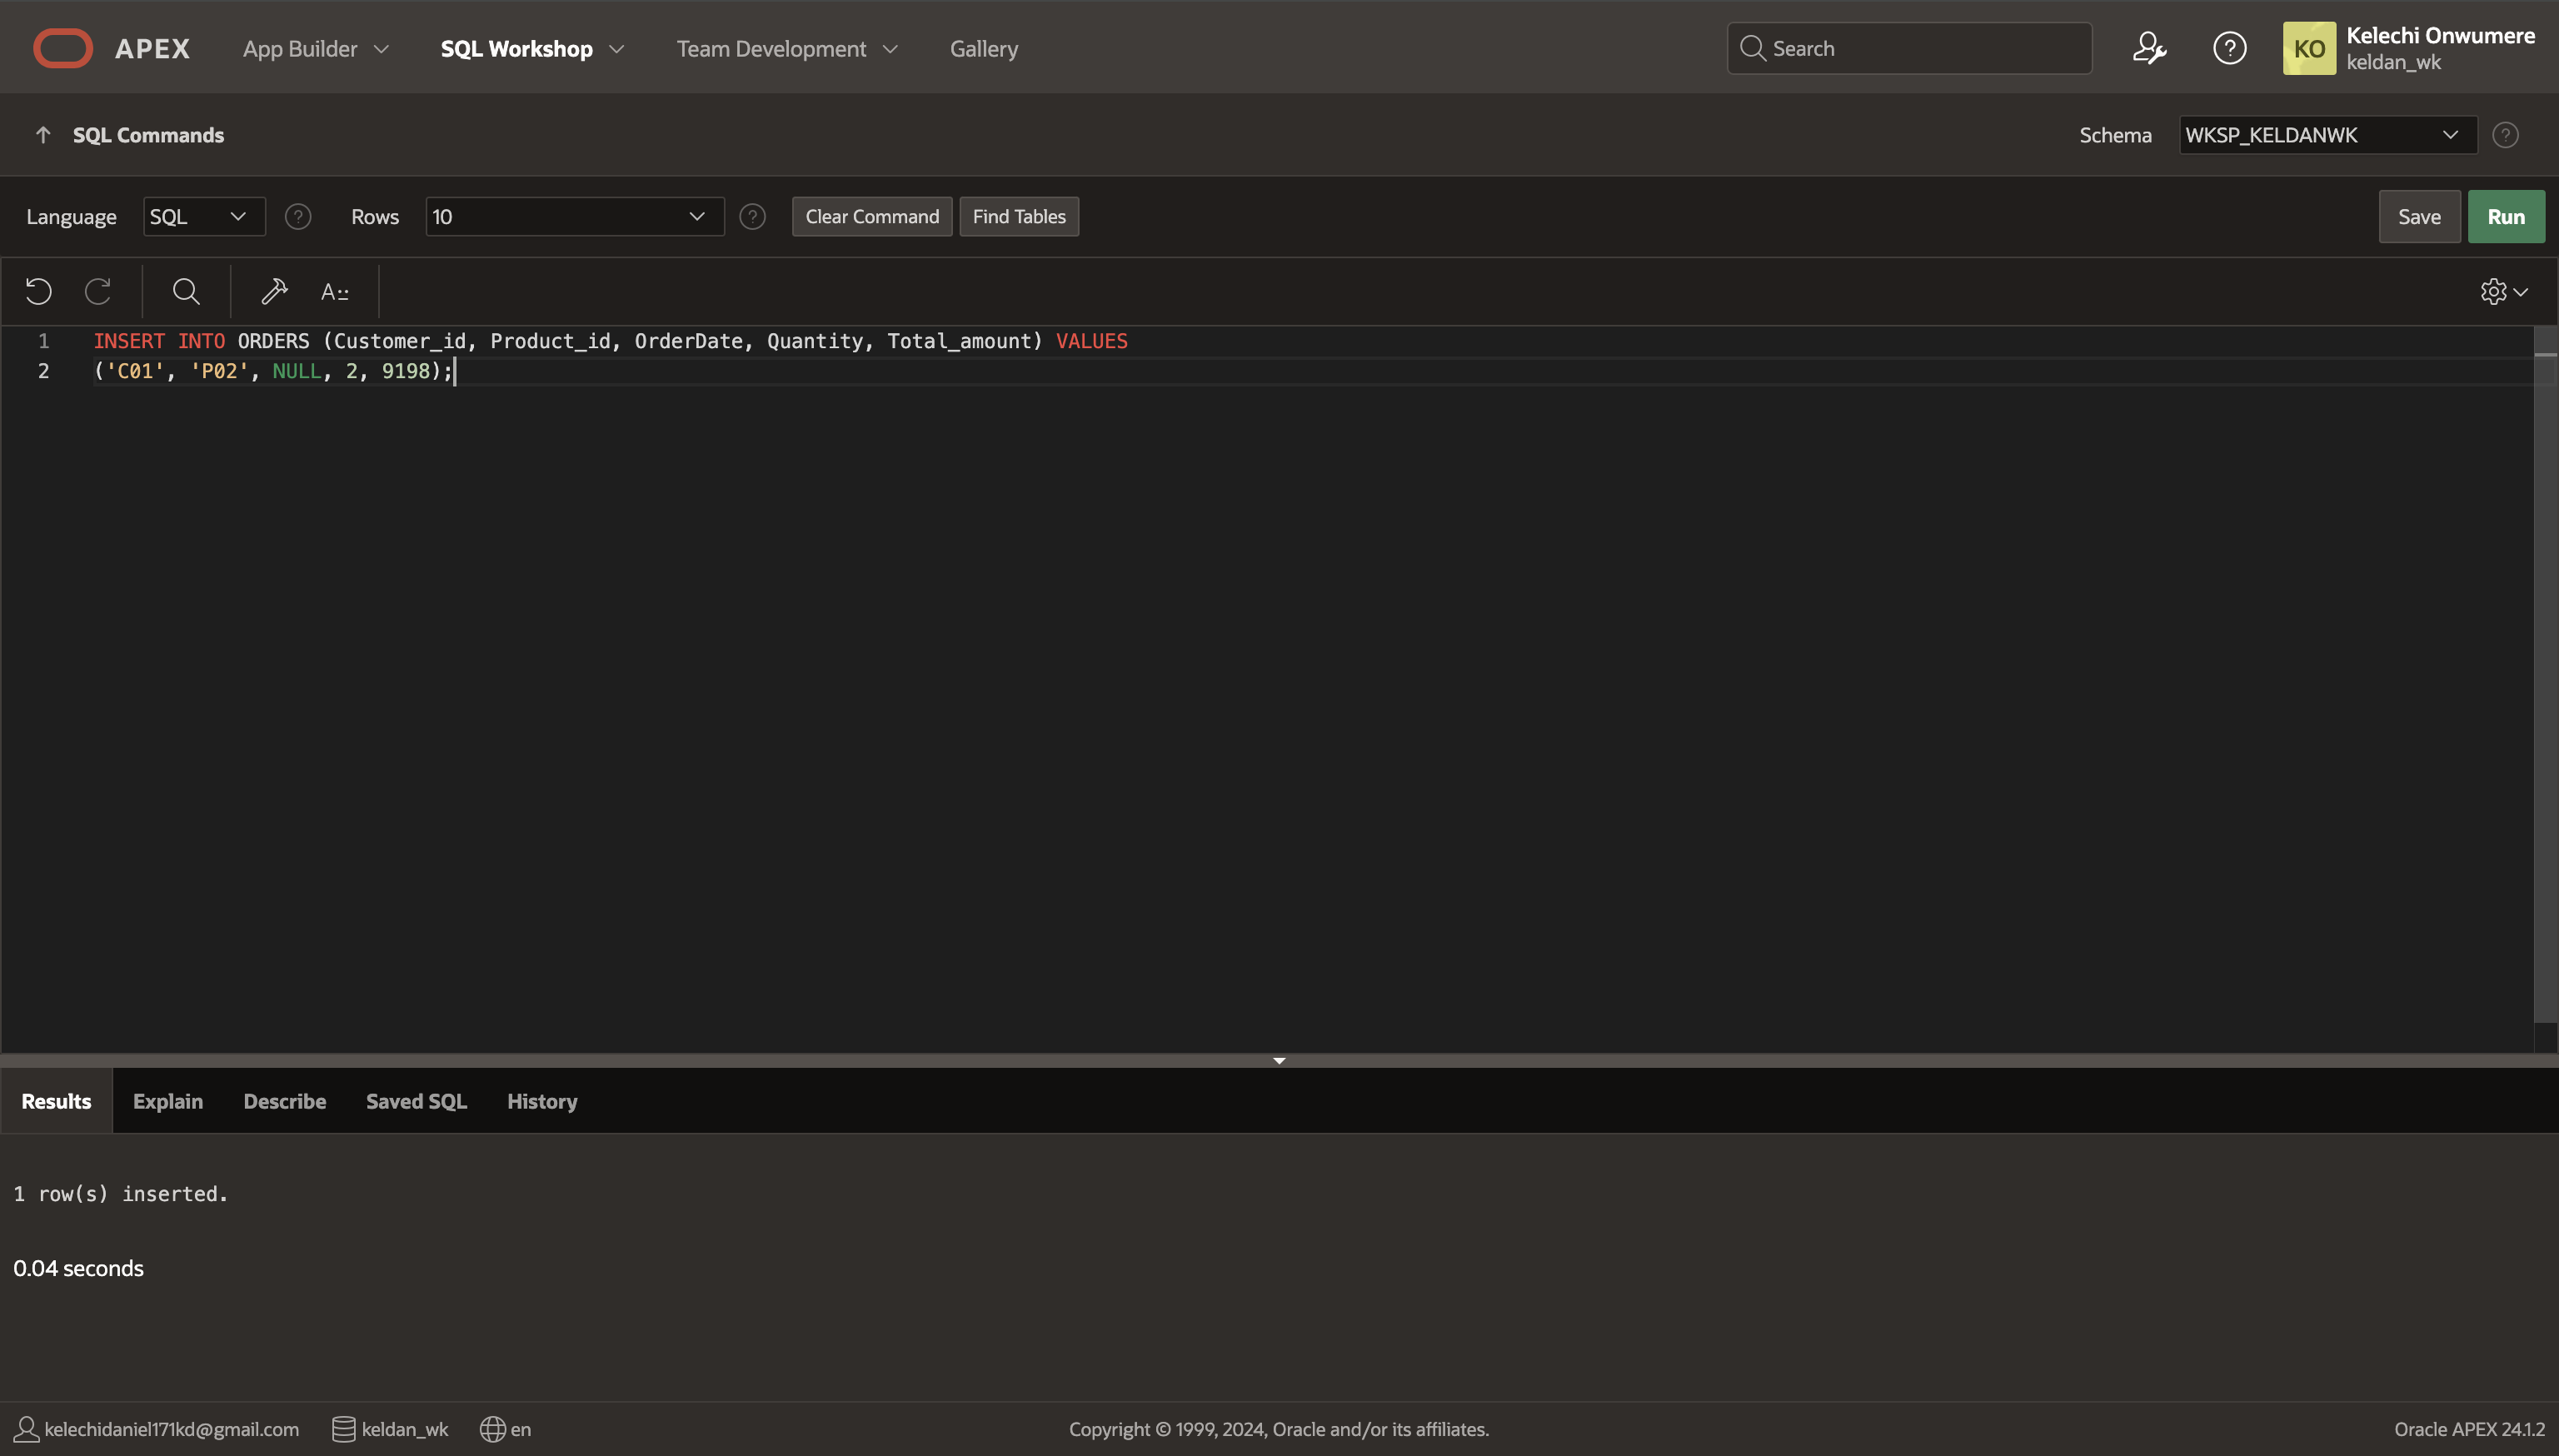 APEX App Builder SQL Workshop Team Development Gallery Search KO Kelechi Onwumere
keldan_wk
SQL Commands Schema WKSP_KELDANWK
Language SQL Rows 10 Clear Command Find Tables Save Run
1 INSERT INTO ORDERS (Customer_id, Product_id, OrderDate, Quantity, Total_amount) VALUES
2 ('C01', 'P02', NULL, 2, 9198);
Results Explain Describe Saved SQL History
1 row(s) inserted.
0.04 seconds
kelechidaniel171kd@gmail.com keldan_wk en Copyright © 1999, 2024, Oracle and/or its affiliates. Oracle APEX 24.1.2